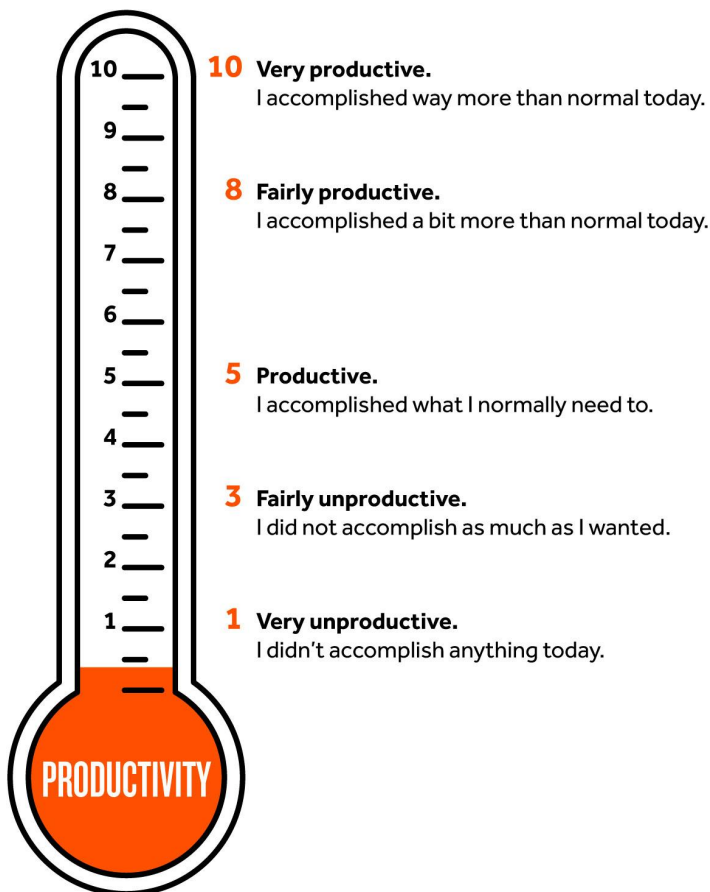 10
9
8
7
6
5
4
3
2
1
PRODUCTIVITY
10 Very productive.
I accomplished way more than normal today.
8 Fairly productive.
I accomplished a bit more than normal today.
5 Productive.
I accomplished what I normally need to.
3 Fairly unproductive.
I did not accomplish as much as I wanted.
1 Very unproductive.
I didn’t accomplish anything today.